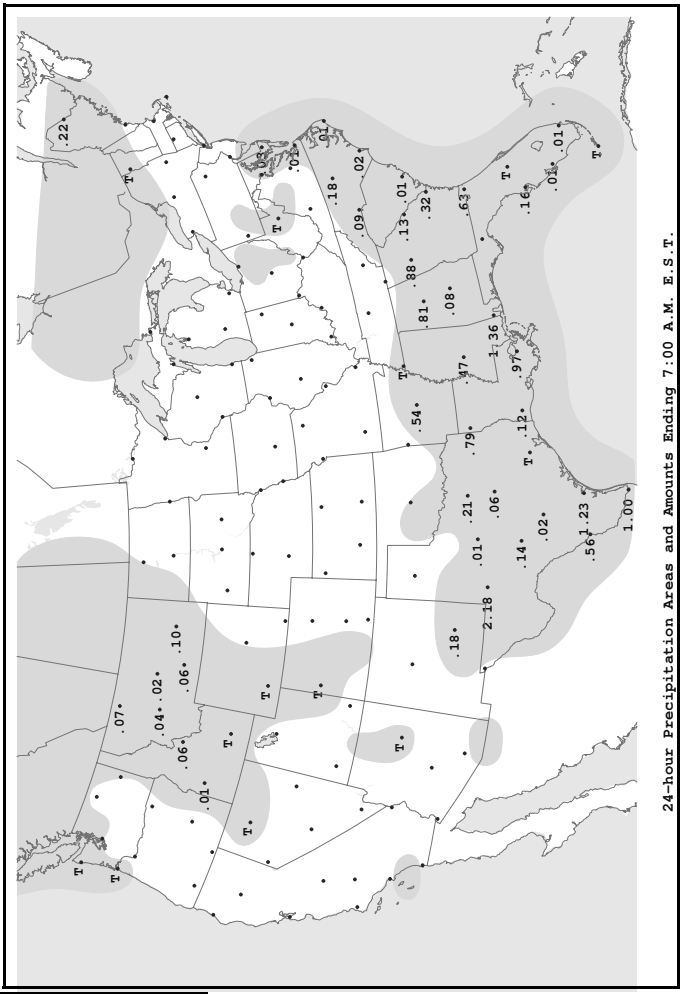 .22
T
T
.07
T
.02
.04
.10
.06
.06
.01
T
T
.03
T
T
.01
T
.01
.18
.09
.02
T
T
.13
.01
.88
.54
.81
.32
.08
.18
.47
.63
.21
.79
.01
2.18
.06
1.36
T
.97
.14
.12
.16
T
.02
.01
.01
1.23
.56
T
1.00
24-hour Precipitation Areas and Amounts Ending 7:00 A.M. E.S.T.